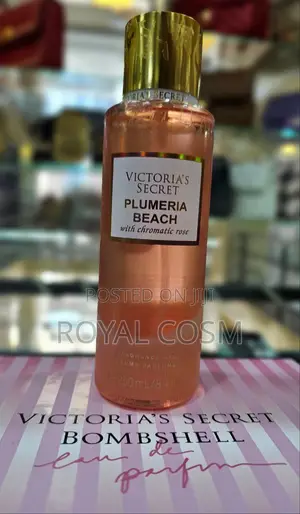 VICTORIA'S
SECRET
PLUMERIA
BEACH
with chromatic rose
POSTED ON JIJI
ROYAL COSM
VICTORIA'S SECRET
BOMBSHELL
eau de
parfum